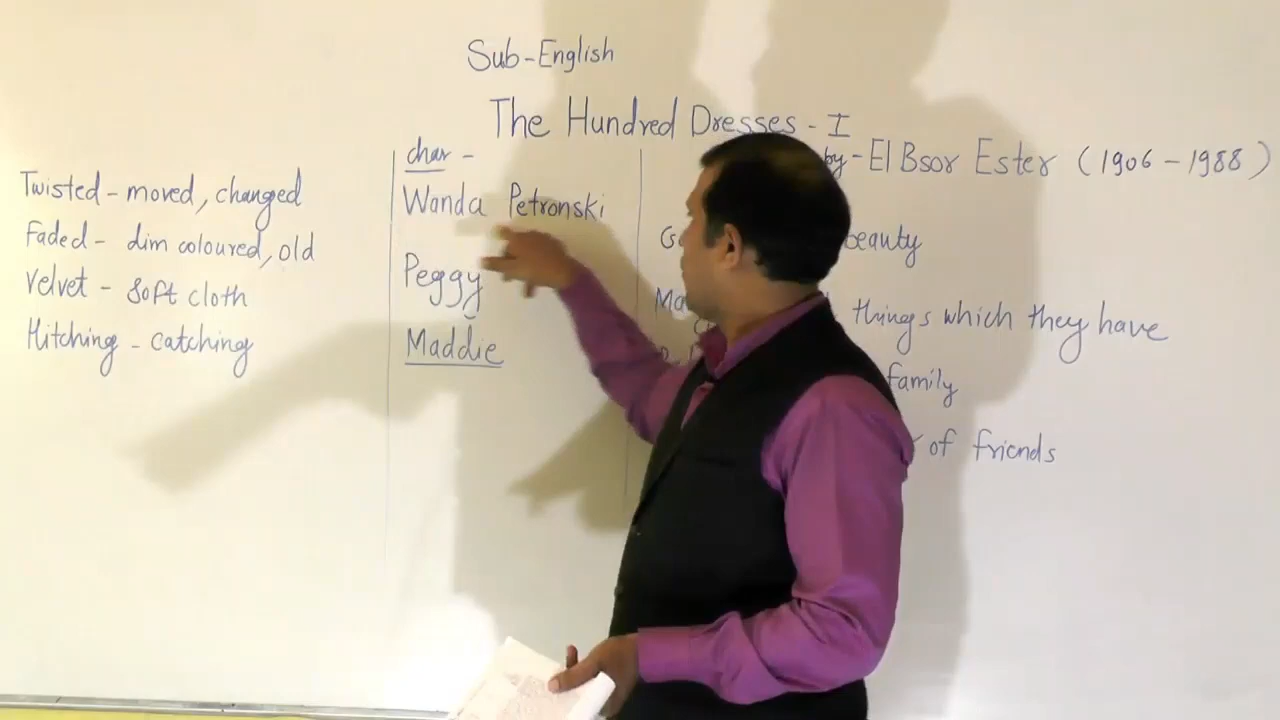 Sub-English
The Hundred Dresses - I
by - El Bsor Ester (1906 - 1988)
Twisted - moved, changed
Faded - dim coloured, old
Velvet - soft cloth
Hitching - catching
char -
Wanda Petronski
Peggy
Maddie
beauty
things which they have
family
of friends